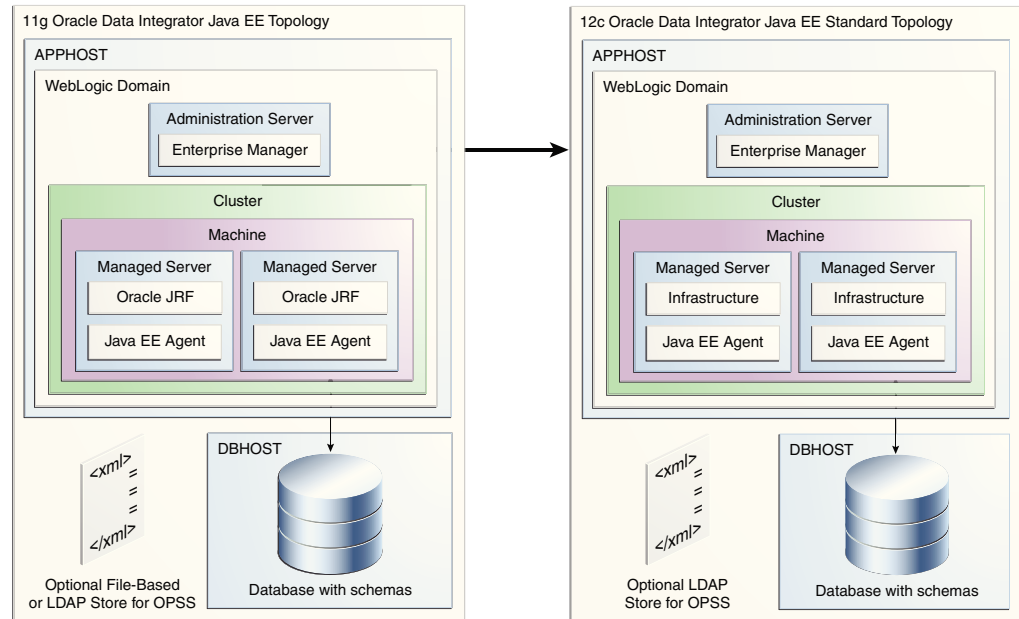 11g Oracle Data Integrator Java EE Topology
APPHOST
WebLogic Domain
Administration Server
Enterprise Manager
Cluster
Machine
Managed Server
Oracle JRF
Java EE Agent
Managed Server
Oracle JRF
Java EE Agent
<xml>
=
=
=
</xml>
Optional File-Based
or LDAP Store for OPSS
DBHOST
Database with schemas
12c Oracle Data Integrator Java EE Standard Topology
APPHOST
WebLogic Domain
Administration Server
Enterprise Manager
Cluster
Machine
Managed Server
Infrastructure
Java EE Agent
Managed Server
Infrastructure
Java EE Agent
<xml>
=
=
=
</xml>
Optional LDAP
Store for OPSS
DBHOST
Database with schemas